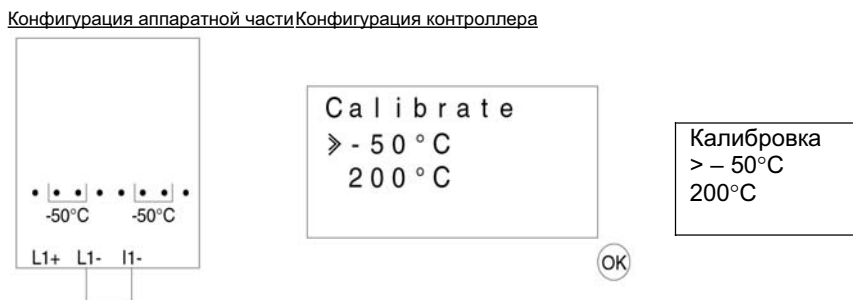 Конфигурация аппаратной части Конфигурация контроллера
Calibrate
>-50°C
200°C
Калибровка
> – 50°C
200°C
-50°C -50°C
L1+ L1- I1-
OK